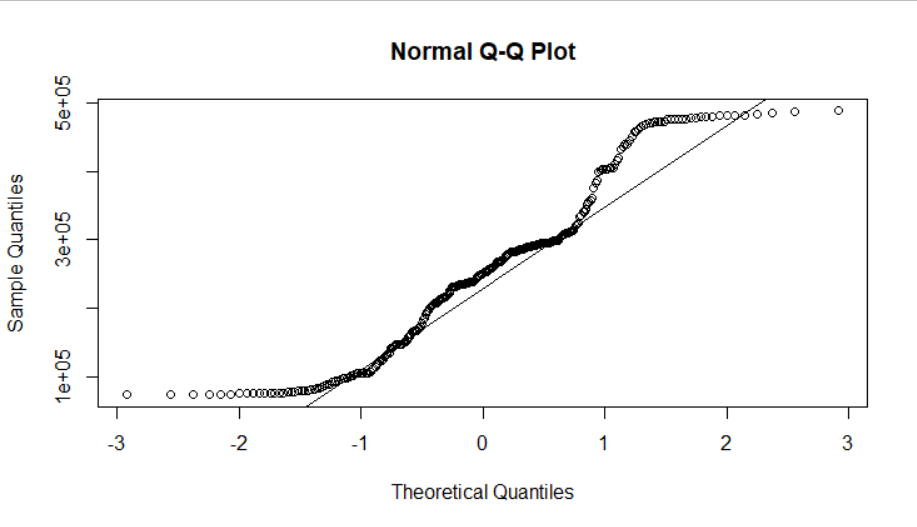 Normal Q-Q Plot
Sample Quantiles
5e+05
3e+05
1e+05
-3 -2 -1 0 1 2 3
Theoretical Quantiles